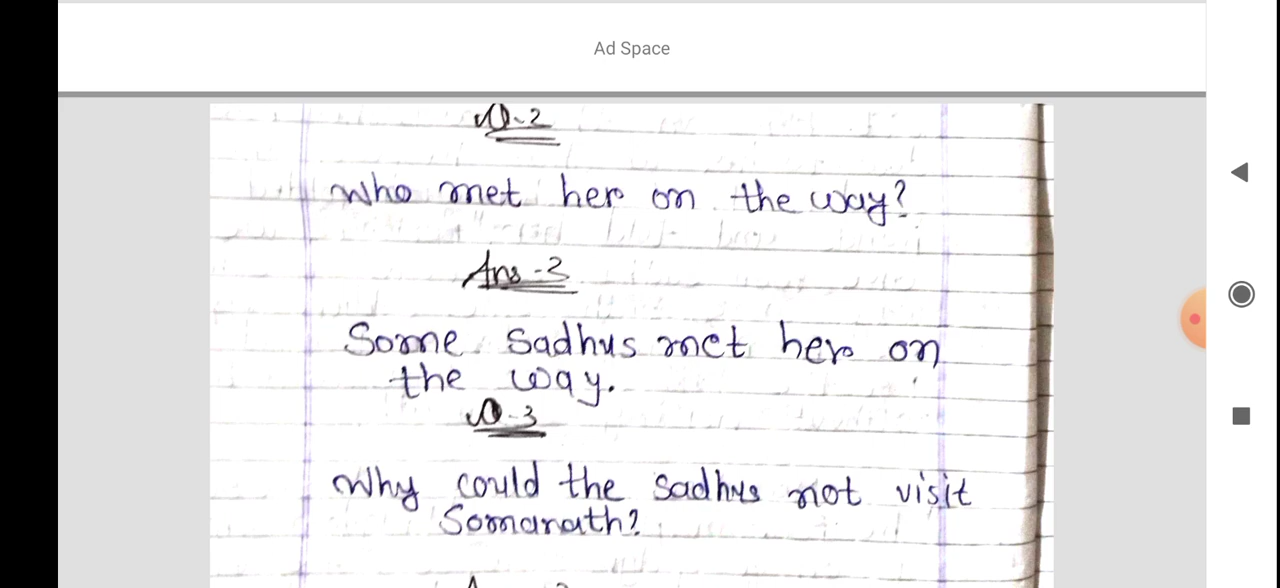 Ad Space
Q-2
Who met her on the way?
Ans-2
Some Sadhus met her on
the way.
Q-3
Why could the sadhus not visit
Somanath?